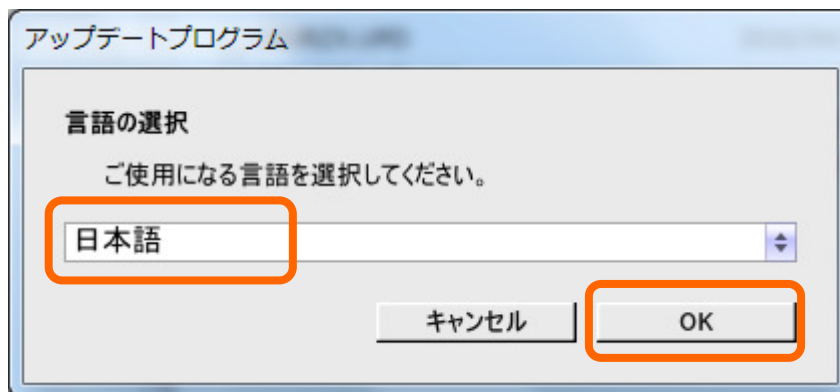 アップデートプログラム
言語の選択
ご使用になる言語を選択してください。
日本語
キャンセル
OK